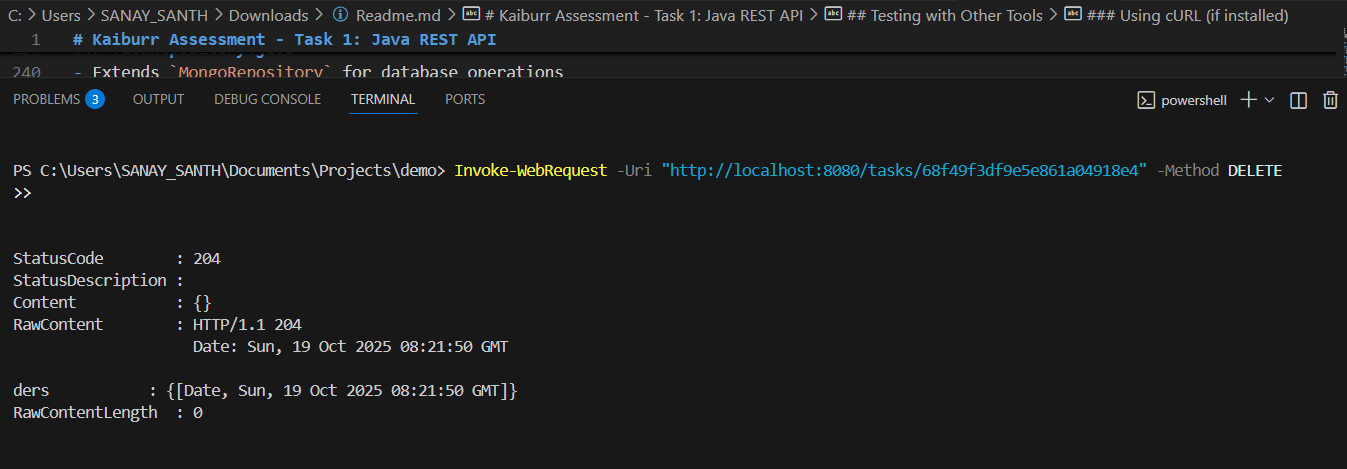 C: > Users > SANAY_SANTH > Downloads > Readme.md > # Kaiburr Assessment - Task 1: Java REST API > ## Testing with Other Tools > ### Using cURL (if installed)
1 # Kaiburr Assessment - Task 1: Java REST API
240 - Extends `MongoRepository` for database operations
PROBLEMS 3 OUTPUT DEBUG CONSOLE TERMINAL PORTS powershell
PS C:\Users\SANAY_SANTH\Documents\Projects\demo> Invoke-WebRequest -Uri "http://localhost:8080/tasks/68f49f3df9e5e861a04918e4" -Method DELETE
>>
StatusCode : 204
StatusDescription :
Content : {}
RawContent : HTTP/1.1 204
Date: Sun, 19 Oct 2025 08:21:50 GMT
ders : {[Date, Sun, 19 Oct 2025 08:21:50 GMT]}
RawContentLength : 0